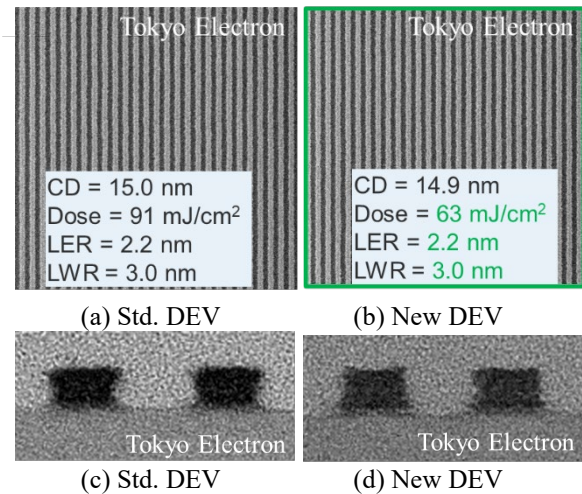 Tokyo Electron
CD = 15.0 nm
Dose = 91 mJ/cm²
LER = 2.2 nm
LWR = 3.0 nm
(a) Std. DEV
Tokyo Electron
CD = 14.9 nm
Dose = 63 mJ/cm²
LER = 2.2 nm
LWR = 3.0 nm
(b) New DEV
Tokyo Electron
(c) Std. DEV
Tokyo Electron
(d) New DEV